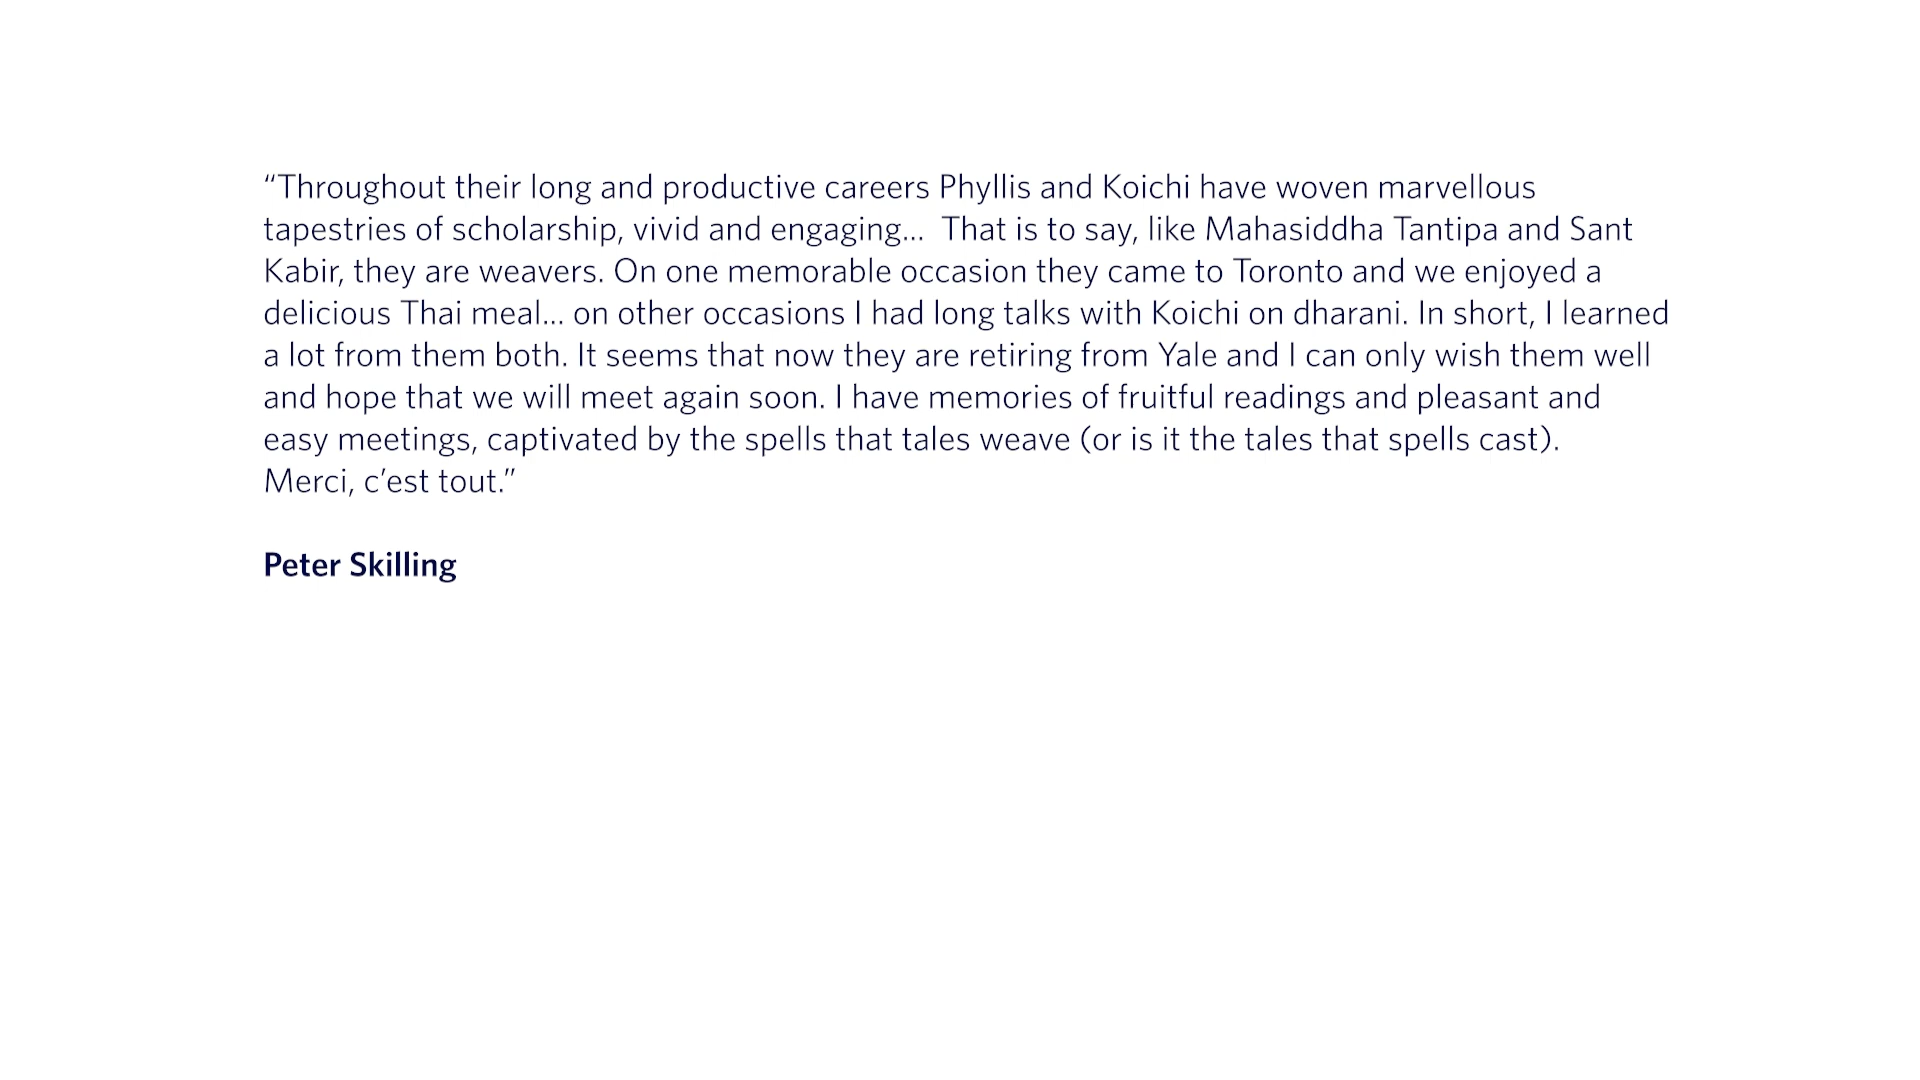 “Throughout their long and productive careers Phyllis and Koichi have woven marvellous
tapestries of scholarship, vivid and engaging...  That is to say, like Mahasiddha Tantipa and Sant
Kabir, they are weavers. On one memorable occasion they came to Toronto and we enjoyed a
delicious Thai meal... on other occasions I had long talks with Koichi on dharani. In short, I learned
a lot from them both. It seems that now they are retiring from Yale and I can only wish them well
and hope that we will meet again soon. I have memories of fruitful readings and pleasant and
easy meetings, captivated by the spells that tales weave (or is it the tales that spells cast).
Merci, c’est tout.”
Peter Skilling